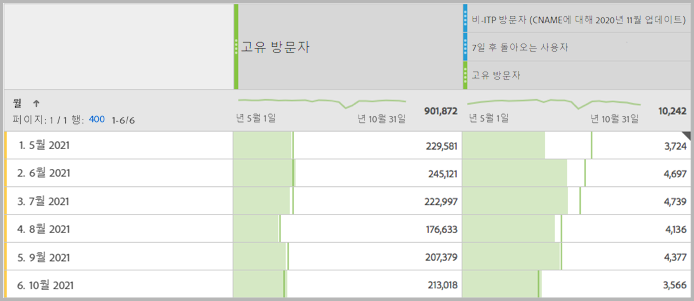 고유 방문자
비-ITP 방문자 (CNAME에 대해 2020년 11월 업데이트)
7일 후 돌아오는 사용자
고유 방문자
월 ↑
페이지: 1 / 1 행: 400 1-6/6
년 5월 1일 년 10월 31일 901,872
년 5월 1일 년 10월 31일 10,242
1. 5월 2021 229,581 3,724
2. 6월 2021 245,121 4,697
3. 7월 2021 222,997 4,739
4. 8월 2021 176,633 4,136
5. 9월 2021 207,379 4,377
6. 10월 2021 213,018 3,566